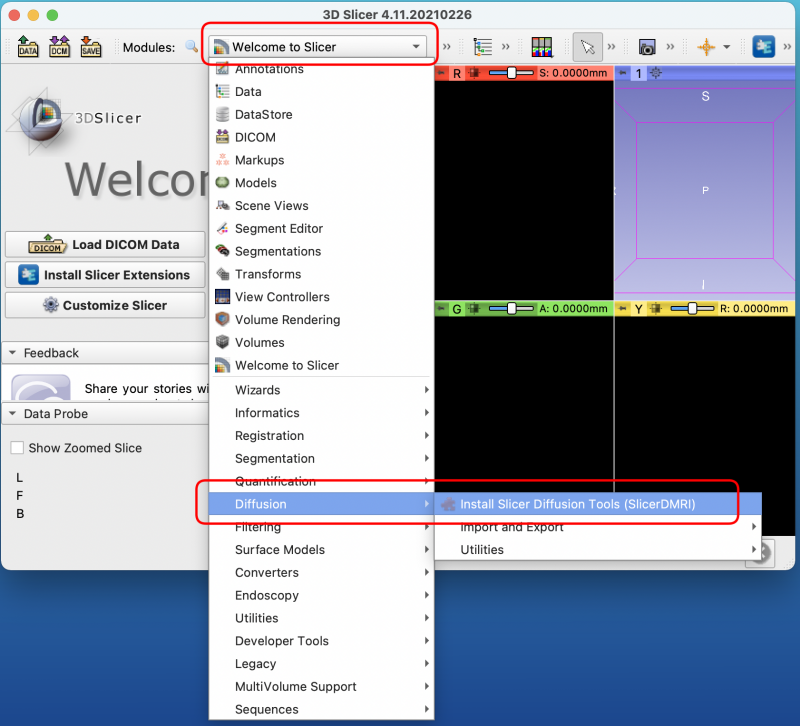 3D Slicer 4.11.20210226
DATA
DCM
SAVE
Modules:
Welcome to Slicer
R
S: 0.0000mm
1
3DSlicer
Welcor
Load DICOM Data
DICOM
Install Slicer Extensions
Customize Slicer
Feedback
Share your stories wi
Data Probe
Show Zoomed Slice
L
F
B
Annotations
Data
DataStore
DICOM
Markups
Models
Scene Views
Segment Editor
Segmentations
Transforms
View Controllers
Volume Rendering
Volumes
Welcome to Slicer
Wizards
Informatics
Registration
Segmentation
Quantification
Diffusion
Filtering
Surface Models
Converters
Endoscopy
Utilities
Developer Tools
Legacy
MultiVolume Support
Sequences
S
P
I
G
A: 0.0000mm
Y
R: 0.0000mm
Install Slicer Diffusion Tools (SlicerDMRI)
Import and Export
Utilities